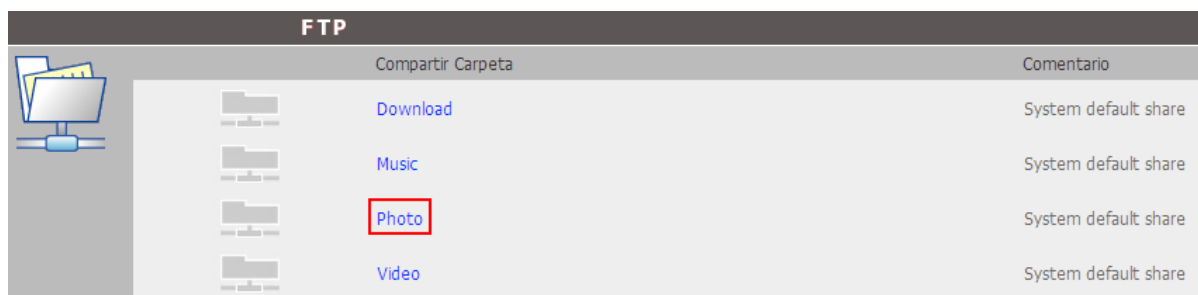 FTP
Compartir Carpeta Comentario
Download System default share
Music System default share
Photo System default share
Video System default share